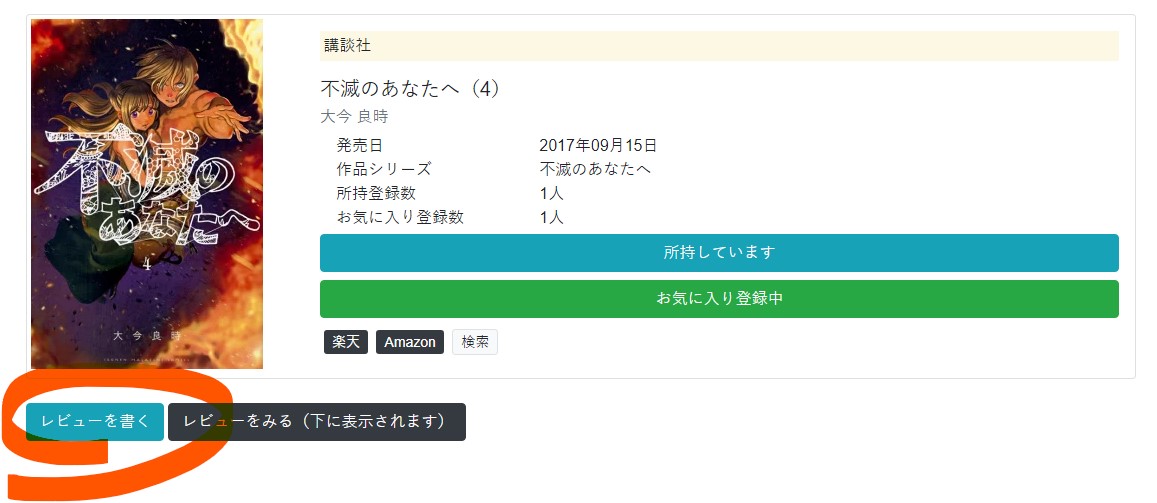 不滅の
あなたへ
4
大今良時
講談社
不滅のあなたへ（4）
大今 良時
発売日 2017年09月15日
作品シリーズ 不滅のあなたへ
所持登録数 1人
お気に入り登録数 1人
所持しています
お気に入り登録中
楽天 Amazon 検索
レビューを書く レビューをみる（下に表示されます）